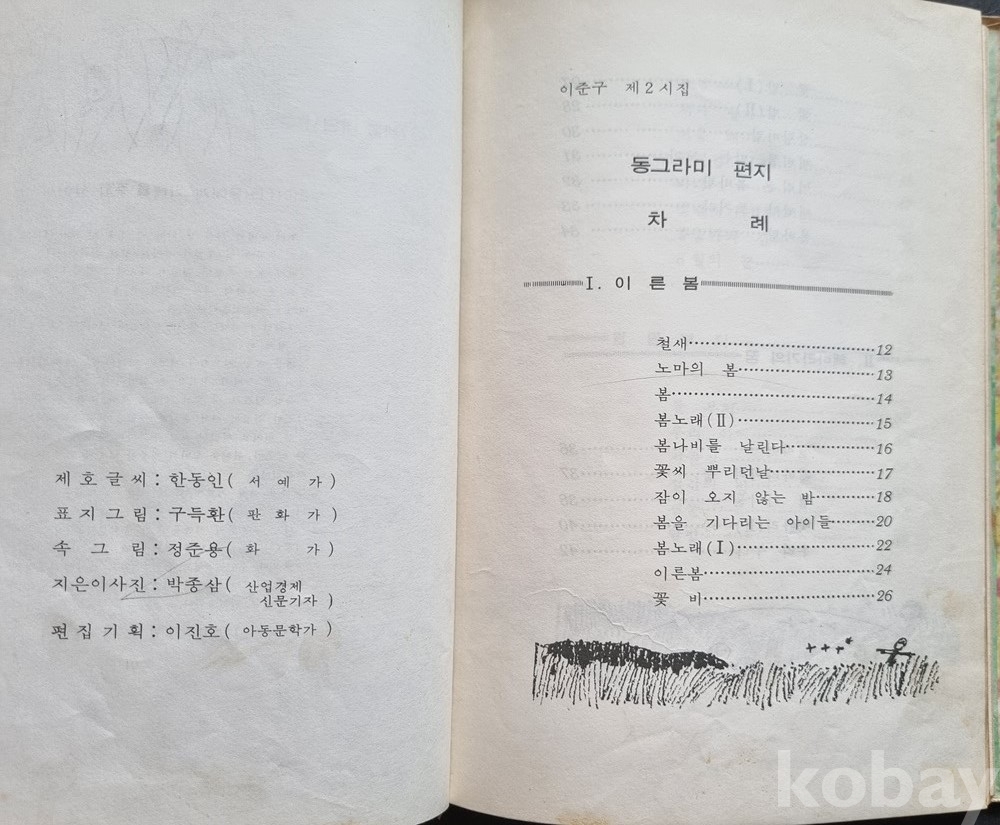 제호글씨 : 한동인( 서 예 가 )
표지그림 : 구득환( 판 화 가 )
속 그 림 : 정준용( 화 가 )
지은이사진 : 박종삼( 산업경제
신문기자 )
편 집 기 획 : 이진호( 아동문학가 )
이준구 제2시집
동그라미 편지
차 례
I. 이 른 봄
철새 12
노마의 봄 13
봄 14
봄노래(Ⅱ) 15
봄나비를 날린다 16
꽃씨 뿌리던날 17
잠이 오지 않는 밤 18
봄을 기다리는 아이들 20
봄노래(I) 22
이른봄 24
꽃 비 26
kobay